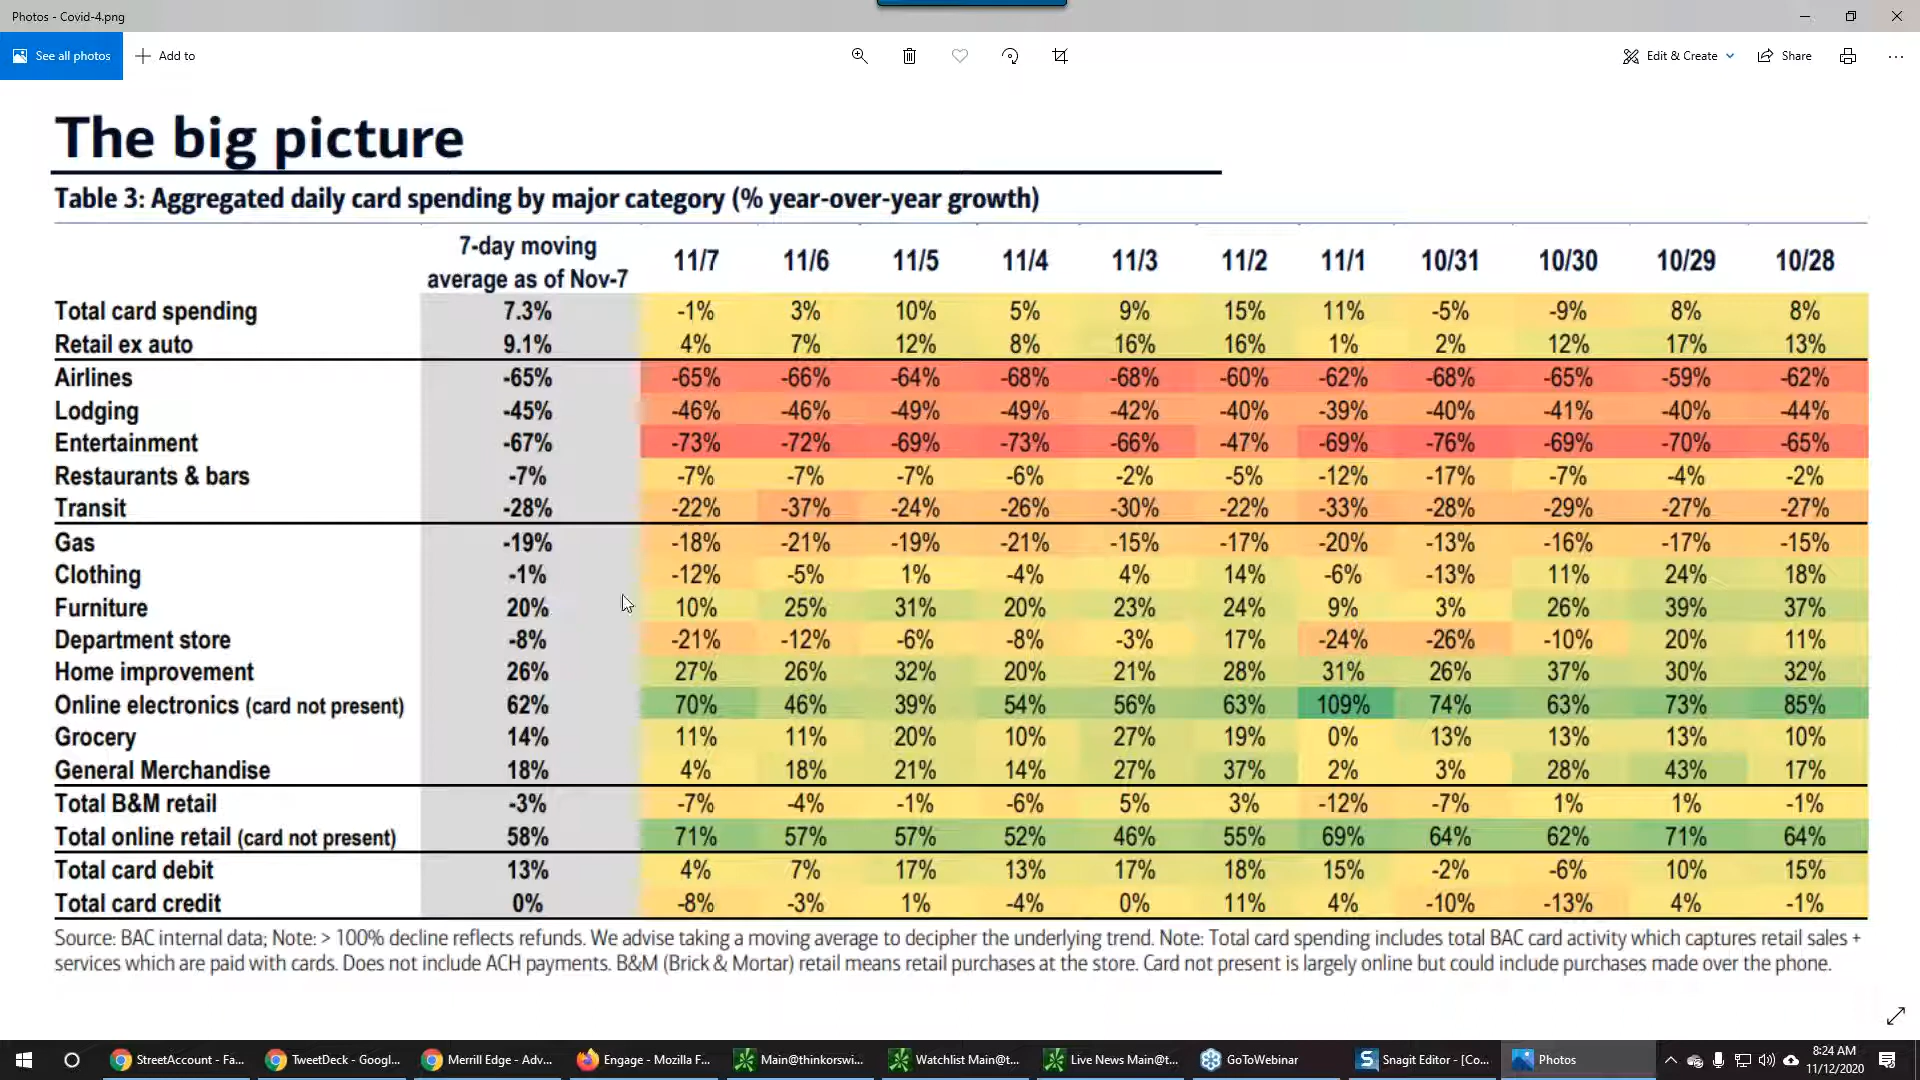 Photos - Covid-4.png
See all photos
Add to
Edit & Create
Share
The big picture
Table 3: Aggregated daily card spending by major category (% year-over-year growth)
7-day moving average as of Nov-7 11/7 11/6 11/5 11/4 11/3 11/2 11/1 10/31 10/30 10/29 10/28
Total card spending 7.3% -1% 3% 10% 5% 9% 15% 11% -5% -9% 8% 8%
Retail ex auto 9.1% 4% 7% 12% 8% 16% 16% 1% 2% 12% 17% 13%
Airlines -65% -65% -66% -64% -68% -68% -60% -62% -68% -65% -59% -62%
Lodging -45% -46% -46% -49% -49% -42% -40% -39% -40% -41% -40% -44%
Entertainment -67% -73% -72% -69% -73% -66% -47% -69% -76% -69% -70% -65%
Restaurants & bars -7% -7% -7% -7% -6% -2% -5% -12% -17% -7% -4% -2%
Transit -28% -22% -37% -24% -26% -30% -22% -33% -28% -29% -27% -27%
Gas -19% -18% -21% -19% -21% -15% -17% -20% -13% -16% -17% -15%
Clothing -1% -12% -5% 1% -4% 4% 14% -6% -13% 11% 24% 18%
Furniture 20% 10% 25% 31% 20% 23% 24% 9% 3% 26% 39% 37%
Department store -8% -21% -12% -6% -8% -3% 17% -24% -26% -10% 20% 11%
Home improvement 26% 27% 26% 32% 20% 21% 28% 31% 26% 37% 30% 32%
Online electronics (card not present) 62% 70% 46% 39% 54% 56% 63% 109% 74% 63% 73% 85%
Grocery 14% 11% 11% 20% 10% 27% 19% 0% 13% 13% 13% 10%
General Merchandise 18% 4% 18% 21% 14% 27% 37% 2% 3% 28% 43% 17%
Total B&M retail -3% -7% -4% -1% -6% 5% 3% -12% -7% 1% 1% -1%
Total online retail (card not present) 58% 71% 57% 57% 52% 46% 55% 69% 64% 62% 71% 64%
Total card debit 13% 4% 7% 17% 13% 17% 18% 15% -2% -6% 10% 15%
Total card credit 0% -8% -3% 1% -4% 0% 11% 4% -10% -13% 4% -1%
Source: BAC internal data; Note: > 100% decline reflects refunds. We advise taking a moving average to decipher the underlying trend. Note: Total card spending includes total BAC card activity which captures retail sales +
services which are paid with cards. Does not include ACH payments. B&M (Brick & Mortar) retail means retail purchases at the store. Card not present is largely online but could include purchases made over the phone.
StreetAccount - Fa...
TweetDeck - Googl...
Merrill Edge - Adv...
Engage - Mozilla F...
Main@thinkorswi...
Watchlist Main@t...
Live News Main@t...
GoToWebinar
Snagit Editor - [Co...
Photos
8:24 AM
11/12/2020